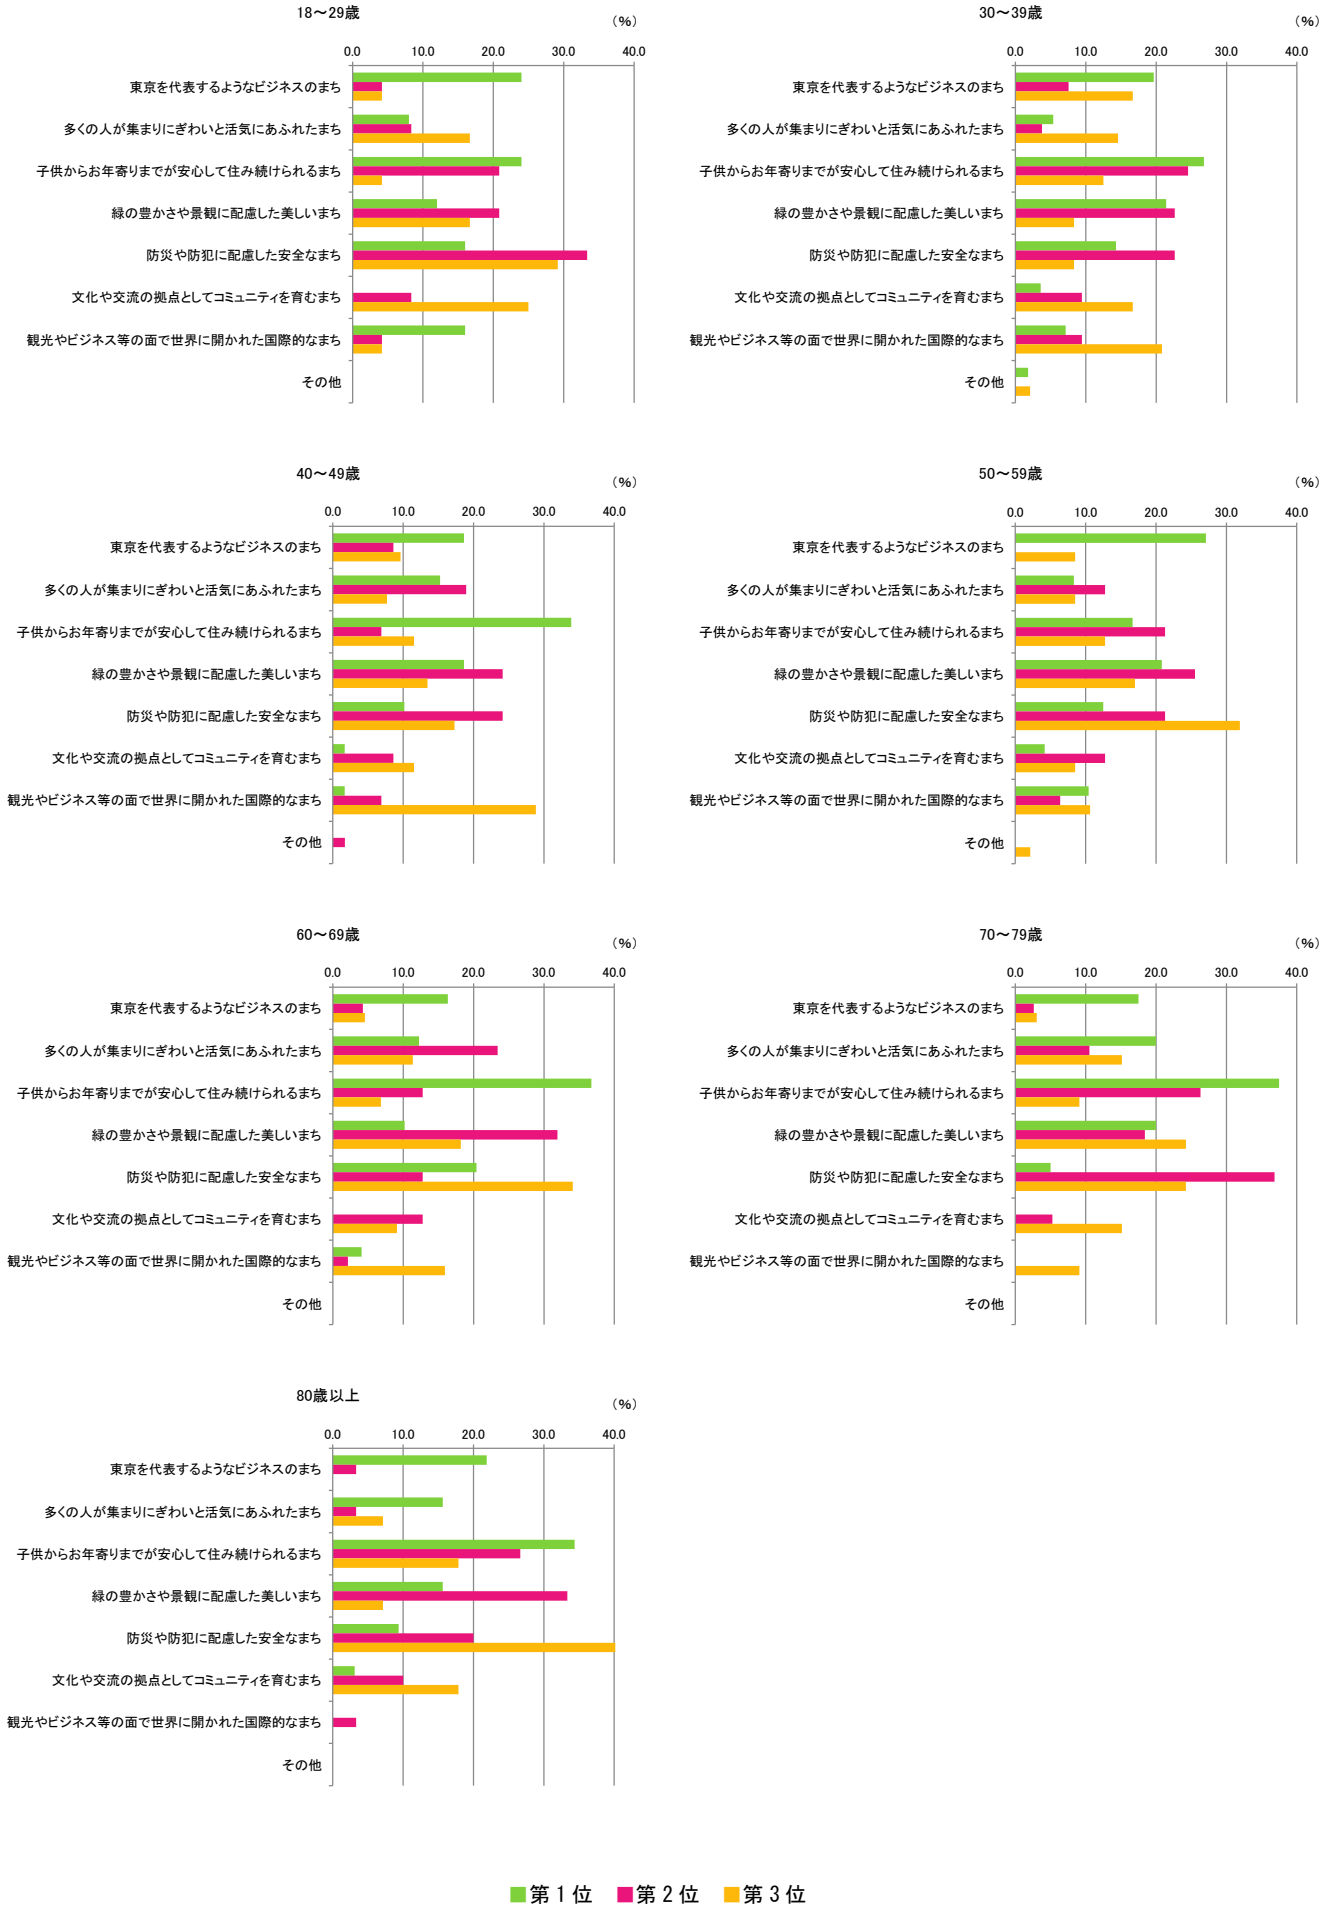 18～29歳
（%）
0.0 10.0 20.0 30.0 40.0
東京を代表するようなビジネスのまち
多くの人が集まりにぎわいと活気にあふれたまち
子供からお年寄りまでが安心して住み続けられるまち
緑の豊かさや景観に配慮した美しいまち
防災や防犯に配慮した安全なまち
文化や交流の拠点としてコミュニティを育むまち
観光やビジネス等の面で世界に開かれた国際的なまち
その他
30～39歳
（%）
0.0 10.0 20.0 30.0 40.0
東京を代表するようなビジネスのまち
多くの人が集まりにぎわいと活気にあふれたまち
子供からお年寄りまでが安心して住み続けられるまち
緑の豊かさや景観に配慮した美しいまち
防災や防犯に配慮した安全なまち
文化や交流の拠点としてコミュニティを育むまち
観光やビジネス等の面で世界に開かれた国際的なまち
その他
40～49歳
（%）
0.0 10.0 20.0 30.0 40.0
東京を代表するようなビジネスのまち
多くの人が集まりにぎわいと活気にあふれたまち
子供からお年寄りまでが安心して住み続けられるまち
緑の豊かさや景観に配慮した美しいまち
防災や防犯に配慮した安全なまち
文化や交流の拠点としてコミュニティを育むまち
観光やビジネス等の面で世界に開かれた国際的なまち
その他
50～59歳
（%）
0.0 10.0 20.0 30.0 40.0
東京を代表するようなビジネスのまち
多くの人が集まりにぎわいと活気にあふれたまち
子供からお年寄りまでが安心して住み続けられるまち
緑の豊かさや景観に配慮した美しいまち
防災や防犯に配慮した安全なまち
文化や交流の拠点としてコミュニティを育むまち
観光やビジネス等の面で世界に開かれた国際的なまち
その他
60～69歳
（%）
0.0 10.0 20.0 30.0 40.0
東京を代表するようなビジネスのまち
多くの人が集まりにぎわいと活気にあふれたまち
子供からお年寄りまでが安心して住み続けられるまち
緑の豊かさや景観に配慮した美しいまち
防災や防犯に配慮した安全なまち
文化や交流の拠点としてコミュニティを育むまち
観光やビジネス等の面で世界に開かれた国際的なまち
その他
70～79歳
（%）
0.0 10.0 20.0 30.0 40.0
東京を代表するようなビジネスのまち
多くの人が集まりにぎわいと活気にあふれたまち
子供からお年寄りまでが安心して住み続けられるまち
緑の豊かさや景観に配慮した美しいまち
防災や防犯に配慮した安全なまち
文化や交流の拠点としてコミュニティを育むまち
観光やビジネス等の面で世界に開かれた国際的なまち
その他
80歳以上
（%）
0.0 10.0 20.0 30.0 40.0
東京を代表するようなビジネスのまち
多くの人が集まりにぎわいと活気にあふれたまち
子供からお年寄りまでが安心して住み続けられるまち
緑の豊かさや景観に配慮した美しいまち
防災や防犯に配慮した安全なまち
文化や交流の拠点としてコミュニティを育むまち
観光やビジネス等の面で世界に開かれた国際的なまち
その他
第１位 第２位 第３位